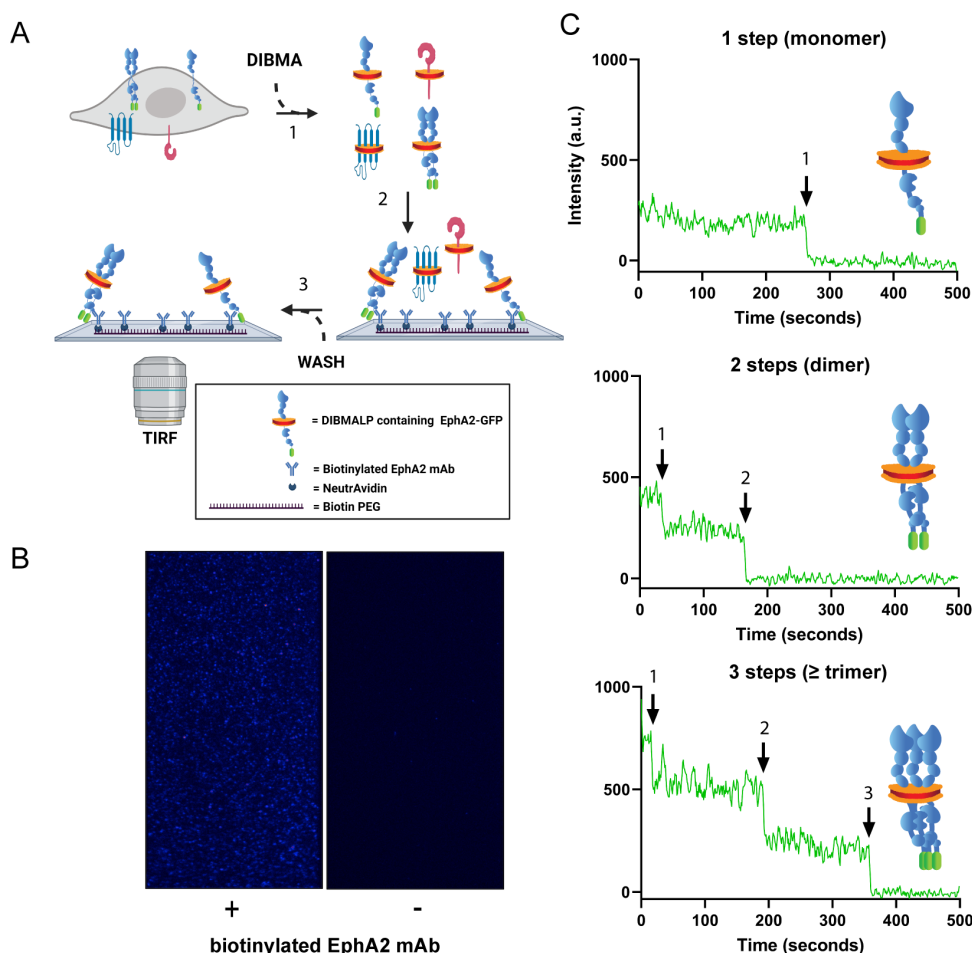 A
DIBMA
1
2
3
WASH
TIRF
= DIBMALP containing EphA2-GFP
= Biotinylated EphA2 mAb
= NeutrAvidin
= Biotin PEG
B
+
-
biotinylated EphA2 mAb
C
1 step (monomer)
1000
500
0
Intensity (a.u.)
1
0
100
200
300
400
500
Time (seconds)
2 steps (dimer)
1000
500
0
1
2
0
100
200
300
400
500
Time (seconds)
3 steps (≥ trimer)
1000
500
0
1
2
3
0
100
200
300
400
500
Time (seconds)